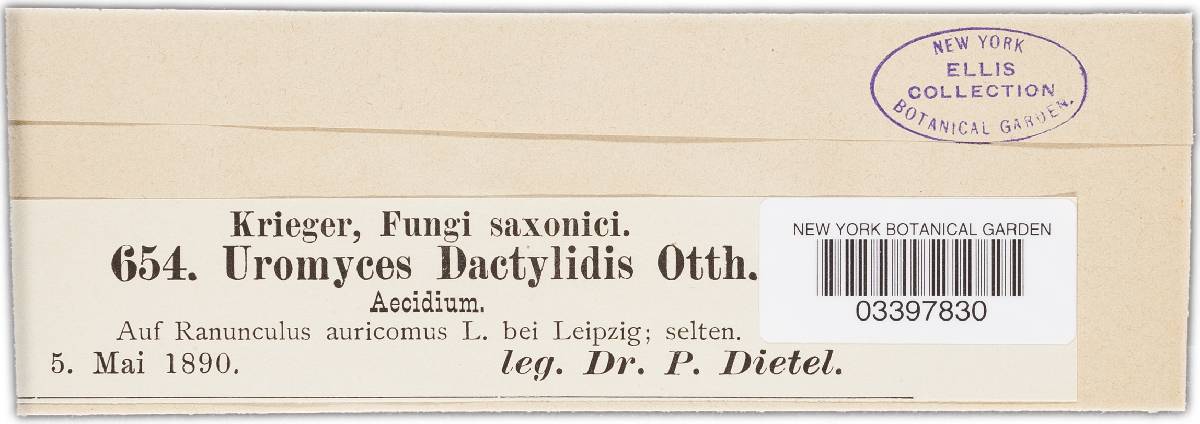 NEW YORK
ELLIS
COLLECTION
BOTANICAL GARDEN.
Krieger, Fungi saxonici.
654. Uromyces Dactylidis Otth.
Aecidium.
Auf Ranunculus auricomus L. bei Leipzig; selten.
5. Mai 1890. leg. Dr. P. Dietel.
NEW YORK BOTANICAL GARDEN
03397830